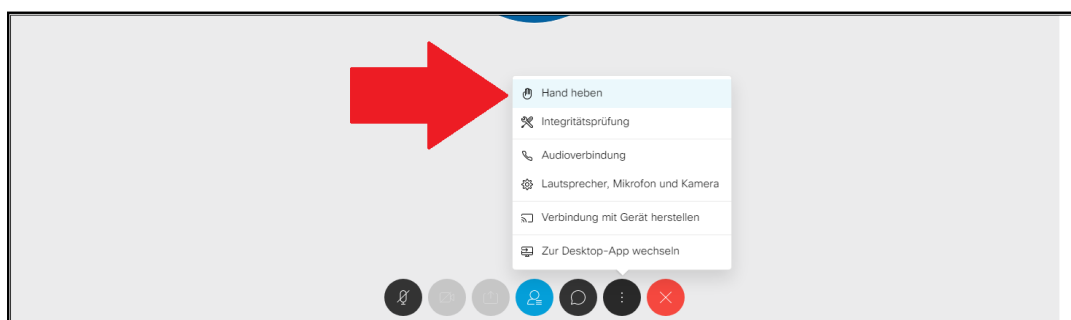 Hand heben
Integritätsprüfung
Audioverbindung
Lautsprecher, Mikrofon und Kamera
Verbindung mit Gerät herstellen
Zur Desktop-App wechseln